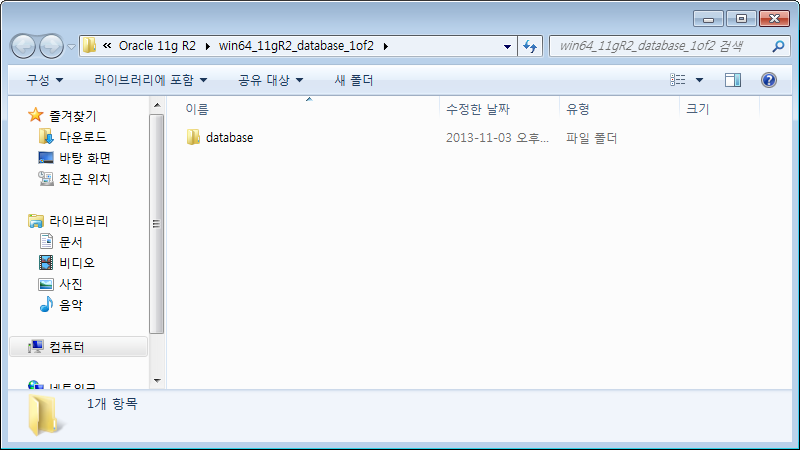 « Oracle 11g R2 ▸ win64_11gR2_database_1of2 ▸
win64_11gR2_database_1of2 검색
구성 라이브러리에 포함 공유 대상 새 폴더
이름 수정한 날짜 유형 크기
database 2013-11-03 오후... 파일 폴더
즐겨찾기
다운로드
바탕 화면
최근 위치
라이브러리
문서
비디오
사진
음악
컴퓨터
네트워크
1개 항목